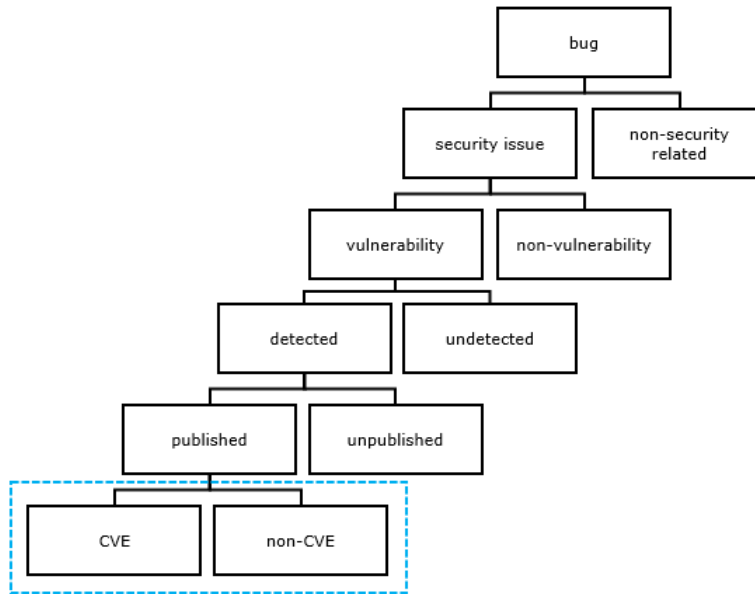 bug
security issue
non-security
related
vulnerability
non-vulnerability
detected
undetected
published
unpublished
CVE
non-CVE